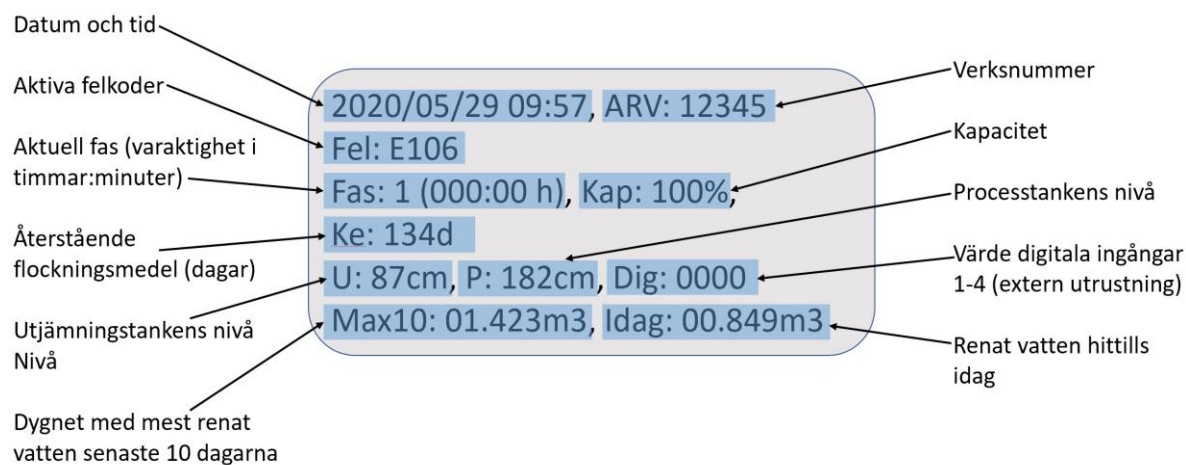 Datum och tid
Aktiva felkoder
Aktuell fas (varaktighet i
timmar:minuter)
Återstående
flockningsmedel (dagar)
Utjämningstankens nivå
Nivå
Dygnet med mest renat
vatten senaste 10 dagarna
2020/05/29 09:57, ARV: 12345
Fel: E106
Fas: 1 (000:00 h), Kap: 100%,
Ke: 134d
U: 87cm, P: 182cm, Dig: 0000
Max10: 01.423m3, Idag: 00.849m3
Verksnummer
Kapacitet
Processtankens nivå
Värde digitala ingångar
1-4 (extern utrustning)
Renat vatten hittills
idag